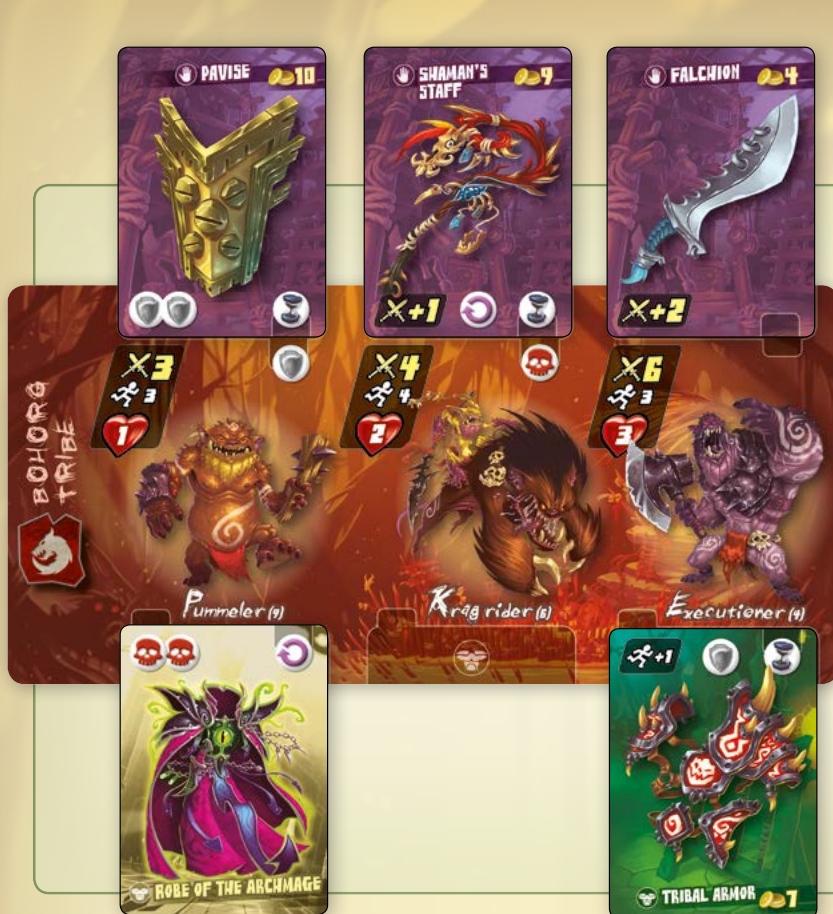 PAVISE 10
SHAMAN'S STAFF 9
FALCHION 4
+1
+2
BOHORG
TRIBE
3
3
1
4
4
2
6
3
3
Pummeler (9)
Krag rider (6)
Executioner (4)
+1
ROBE OF THE ARCHMAGE
TRIBAL ARMOR 7